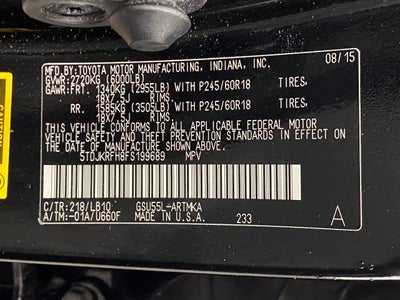 MFD.BY:TOYOTA MOTOR MANUFACTURING, INDIANA, INC. 08/15
GVWR:2720KG (6000LB)
GAWR:FRT. 1340KG (2955LB) WITH P245/60R18 TIRES,
18X7.5J RIMS
RR. 1585KG (3505LB) WITH P245/60R18 TIRES,
18X7.5J RIMS
THIS VEHICLE CONFORMS TO ALL APPLICABLE FEDERAL MOTOR
VEHICLE SAFETY AND THEFT PREVENTION STANDARDS IN EFFECT
ON THE DATE OF MANUFACTURE SHOWN ABOVE.
5TDJKRFH8FS199689 MPV
C/TR:218/LB10 GSU55L-ARTMKA
A/TM:-01A/U660F MADE IN U.S.A. 233 A